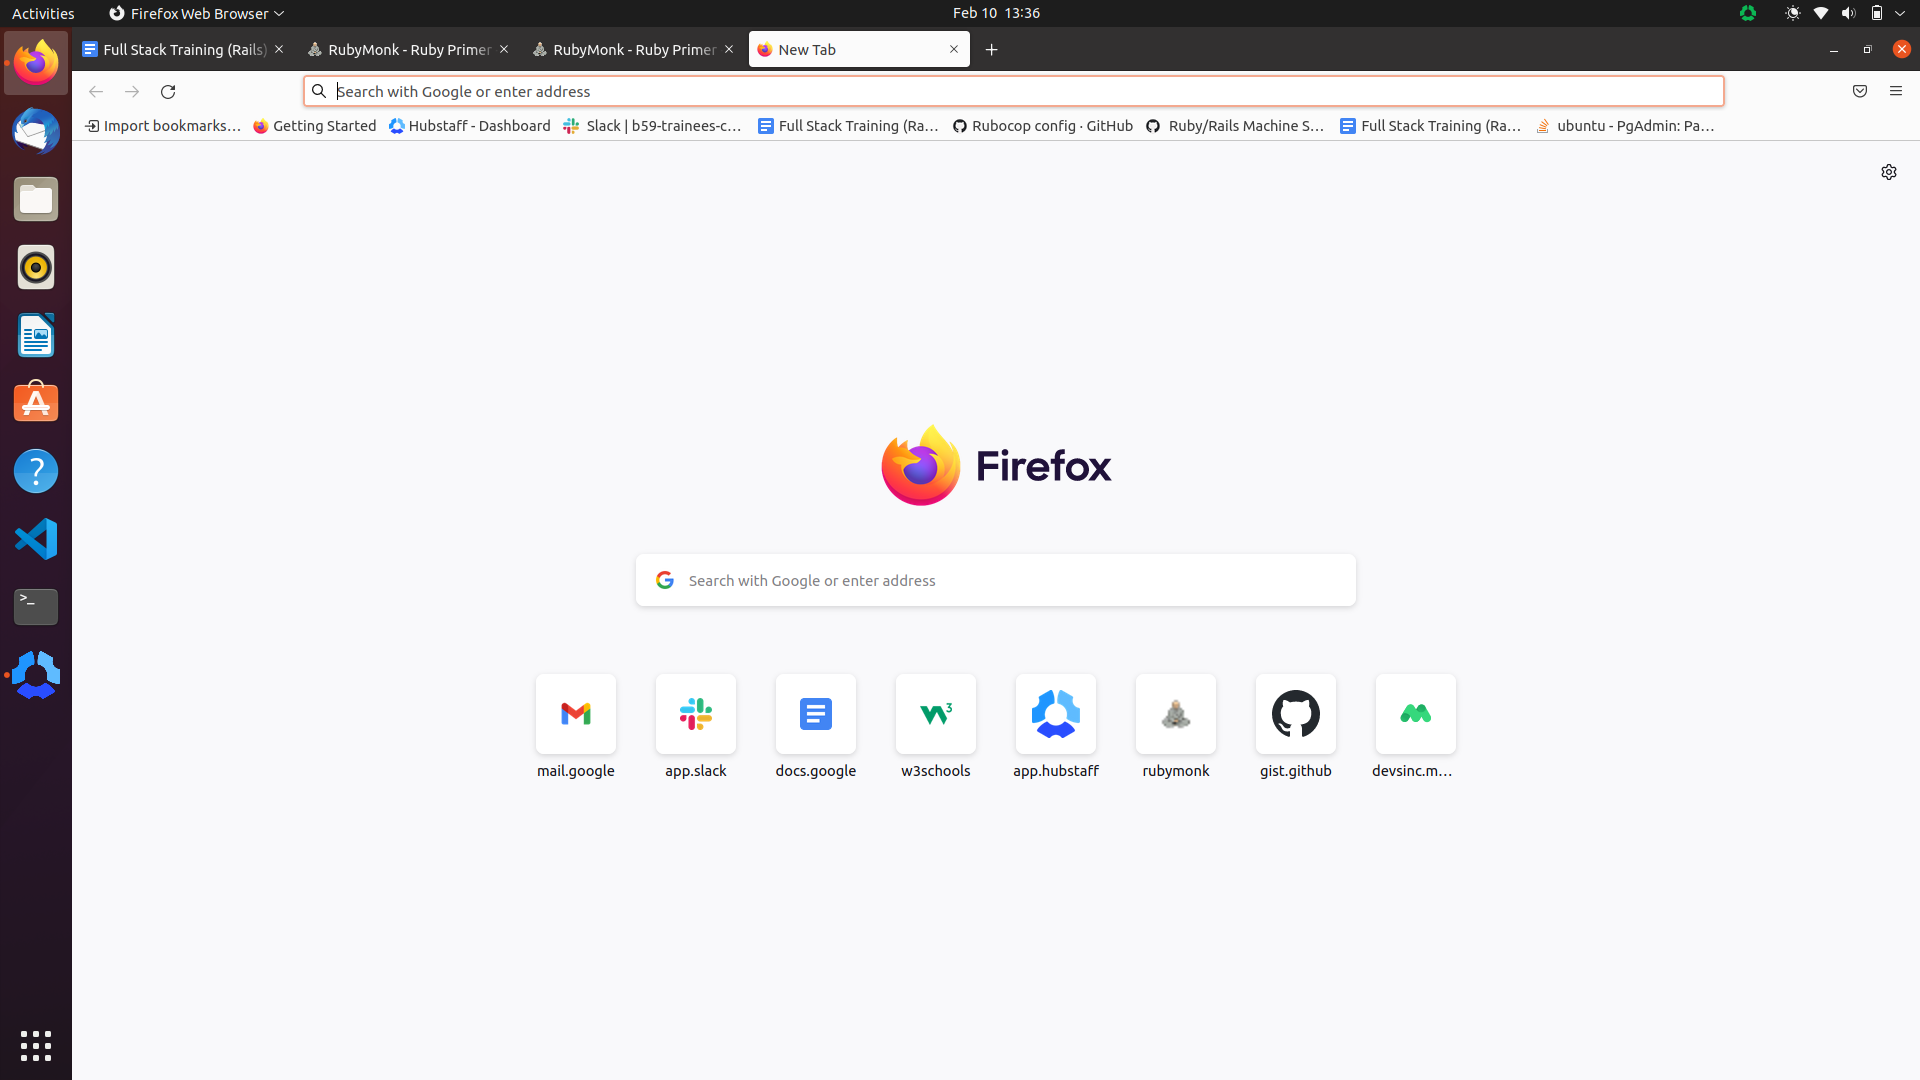 Activities
Firefox Web Browser
Feb 10 13:36
Full Stack Training (Rails)
RubyMonk - Ruby Primer
RubyMonk - Ruby Primer
New Tab
Search with Google or enter address
Import bookmarks…
Getting Started
Hubstaff - Dashboard
Slack | b59-trainees-c…
Full Stack Training (Ra…
Rubocop config · GitHub
Ruby/Rails Machine S…
Full Stack Training (Ra…
ubuntu - PgAdmin: Pa…
Firefox
Search with Google or enter address
mail.google
app.slack
docs.google
w3schools
app.hubstaff
rubymonk
gist.github
devsinc.m…